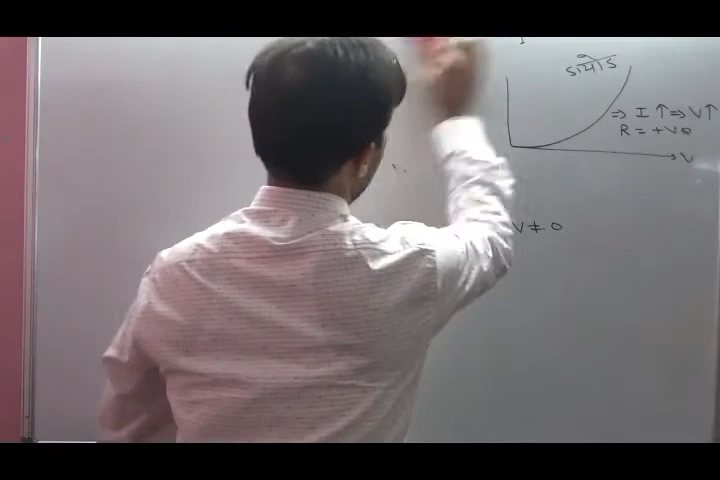 I
डायोड
⇒ I ↑ ⇒ V ↑
R = +ve
V
V ≠ 0